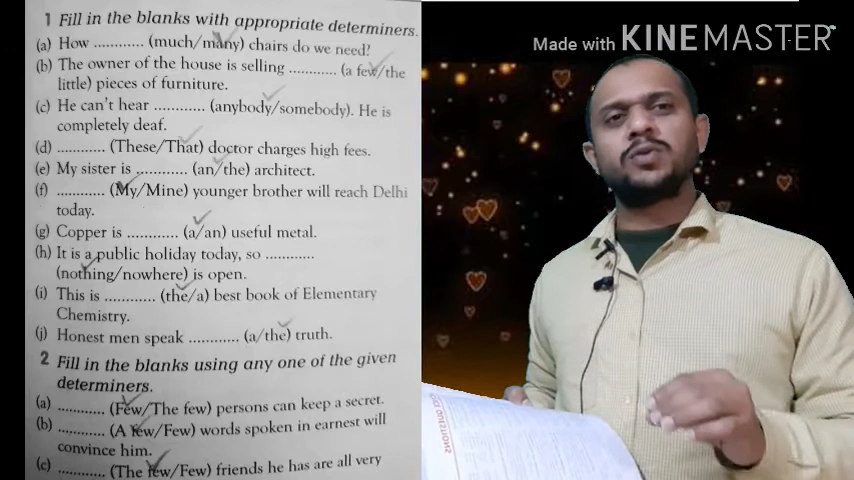 1 Fill in the blanks with appropriate determiners.
(a) How ............ (much/many) chairs do we need?
(b) The owner of the house is selling ............ (a few/the
little) pieces of furniture.
(c) He can't hear ............ (anybody/somebody). He is
completely deaf.
(d) ............ (These/That) doctor charges high fees.
(e) My sister is ............ (an/the) architect.
(f) ............ (My/Mine) younger brother will reach Delhi
today.
(g) Copper is ............ (a/an) useful metal.
(h) It is a public holiday today, so ............
(nothing/nowhere) is open.
(i) This is ............ (the/a) best book of Elementary
Chemistry.
(j) Honest men speak ............ (a/the) truth.
2 Fill in the blanks using any one of the given
determiners.
(a) ............ (Few/The few) persons can keep a secret.
(b) ............ (A few/Few) words spoken in earnest will
convince him.
(c) ............ (The few/Few) friends he has are all very
Made with KINEMASTER
QUESTIONS